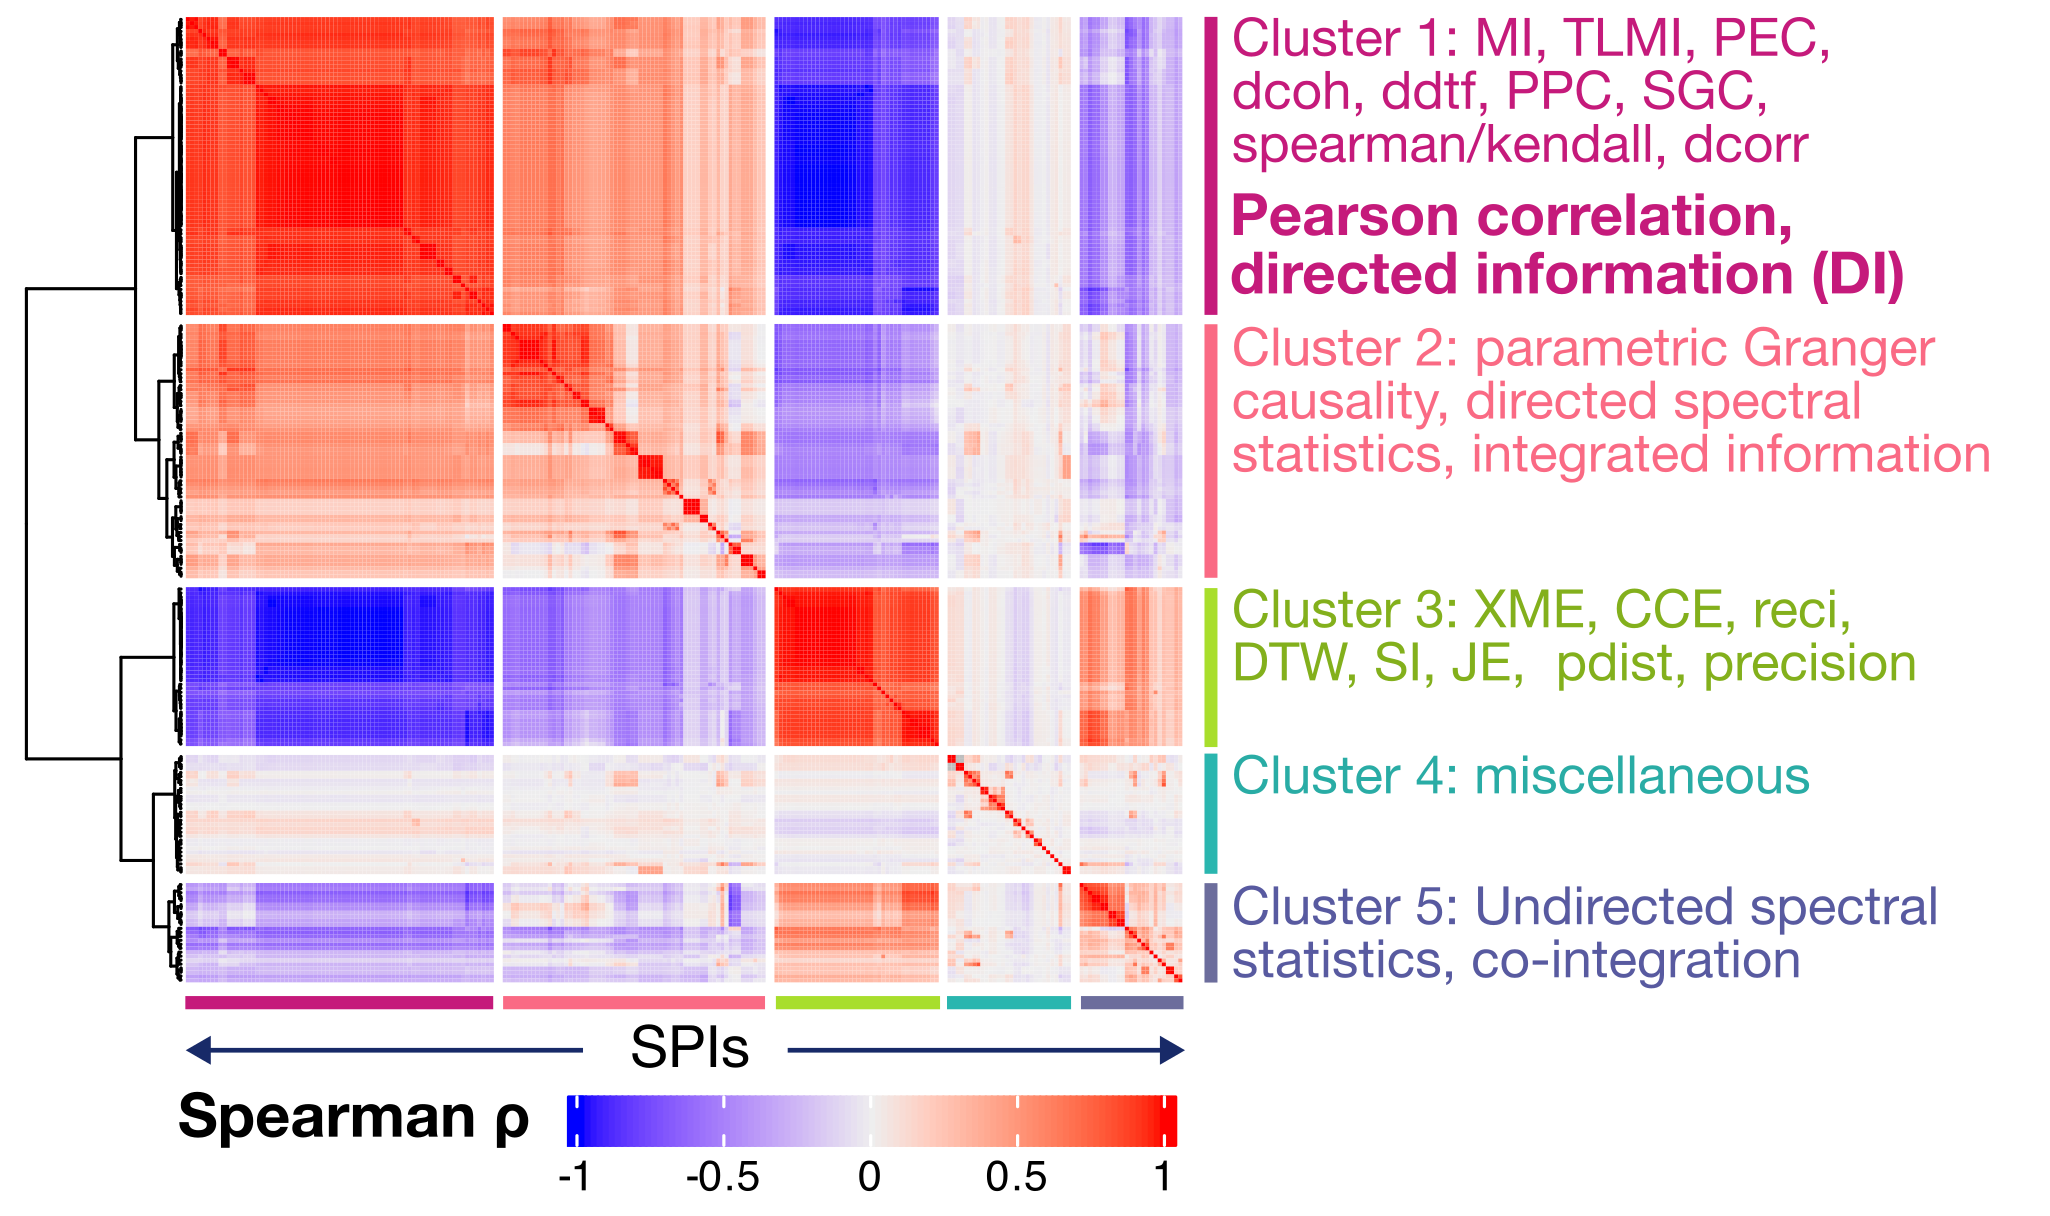 Cluster 1: MI, TLMI, PEC,
dcoh, ddtf, PPC, SGC,
spearman/kendall, dcorr
Pearson correlation,
directed information (DI)
Cluster 2: parametric Granger
causality, directed spectral
statistics, integrated information
Cluster 3: XME, CCE, reci,
DTW, SI, JE, pdist, precision
Cluster 4: miscellaneous
Cluster 5: Undirected spectral
statistics, co-integration
SPIs
Spearman ρ
-1 -0.5 0 0.5 1